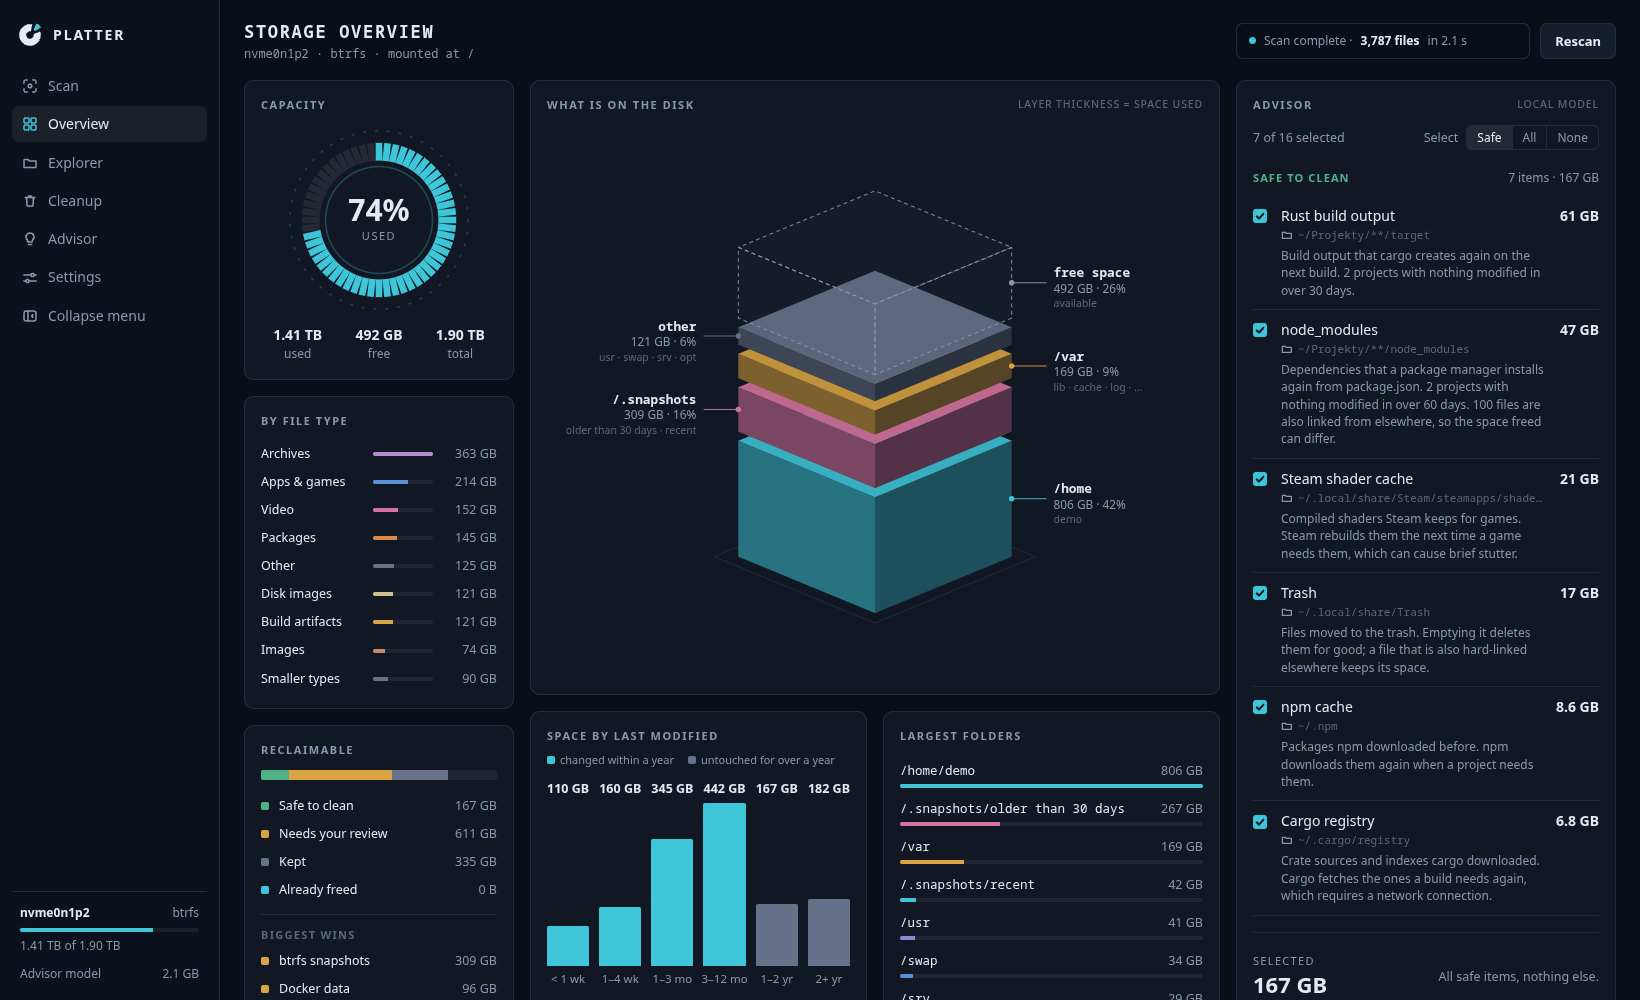 PLATTER
Scan
Overview
Explorer
Cleanup
Advisor
Settings
Collapse menu
nvme0n1p2 btrfs
1.41 TB of 1.90 TB
Advisor model 2.1 GB
STORAGE OVERVIEW
nvme0n1p2 · btrfs · mounted at /
Scan complete · 3,787 files in 2.1 s
Rescan
CAPACITY
74%
USED
1.41 TB 492 GB 1.90 TB
used free total
BY FILE TYPE
Archives 363 GB
Apps & games 214 GB
Video 152 GB
Packages 145 GB
Other 125 GB
Disk images 121 GB
Build artifacts 121 GB
Images 74 GB
Smaller types 90 GB
RECLAIMABLE
Safe to clean 167 GB
Needs your review 611 GB
Kept 335 GB
Already freed 0 B
BIGGEST WINS
btrfs snapshots 309 GB
Docker data 96 GB
WHAT IS ON THE DISK LAYER THICKNESS = SPACE USED
free space
492 GB · 26%
available
other
121 GB · 6%
usr · swap · srv · opt
/var
169 GB · 9%
lib · cache · log · …
/.snapshots
309 GB · 16%
older than 30 days · recent
/home
806 GB · 42%
demo
SPACE BY LAST MODIFIED
changed within a year untouched for over a year
110 GB 160 GB 345 GB 442 GB 167 GB 182 GB
< 1 wk 1–4 wk 1–3 mo 3–12 mo 1–2 yr 2+ yr
LARGEST FOLDERS
/home/demo 806 GB
/.snapshots/older than 30 days 267 GB
/var 169 GB
/.snapshots/recent 42 GB
/usr 41 GB
/swap 34 GB
/srv 29 GB
ADVISOR LOCAL MODEL
7 of 16 selected Select Safe All None
SAFE TO CLEAN 7 items · 167 GB
Rust build output 61 GB
~/Projekty/**/target
Build output that cargo creates again on the
next build. 2 projects with nothing modified in
over 30 days.
node_modules 47 GB
~/Projekty/**/node_modules
Dependencies that a package manager installs
again from package.json. 2 projects with
nothing modified in over 60 days. 100 files are
also linked from elsewhere, so the space freed
can differ.
Steam shader cache 21 GB
~/.local/share/Steam/steamapps/shade…
Compiled shaders Steam keeps for games.
Steam rebuilds them the next time a game
needs them, which can cause brief stutter.
Trash 17 GB
~/.local/share/Trash
Files moved to the trash. Emptying it deletes
them for good; a file that is also hard-linked
elsewhere keeps its space.
npm cache 8.6 GB
~/.npm
Packages npm downloaded before. npm
downloads them again when a project needs
them.
Cargo registry 6.8 GB
~/.cargo/registry
Crate sources and indexes cargo downloaded.
Cargo fetches the ones a build needs again,
which requires a network connection.
SELECTED
167 GB All safe items, nothing else.